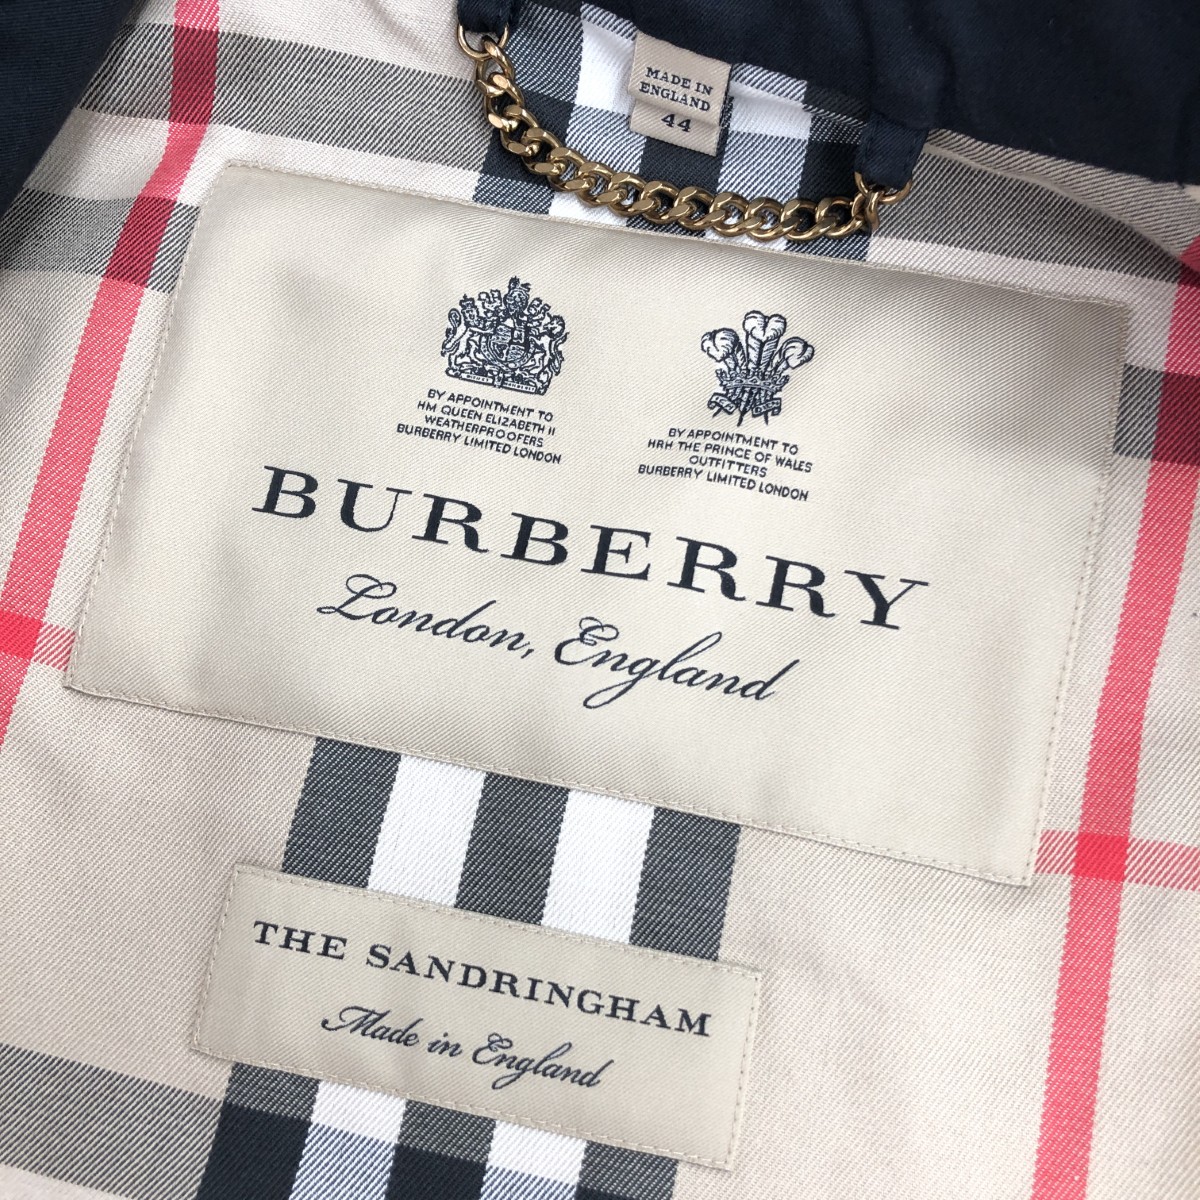 MADE IN
ENGLAND
44
BY APPOINTMENT TO
HM QUEEN ELIZABETH II
WEATHERPROOFERS
BURBERRY LIMITED LONDON
BY APPOINTMENT TO
HRH THE PRINCE OF WALES
OUTFITTERS
BURBERRY LIMITED LONDON
BURBERRY
London, England
THE SANDRINGHAM
Made in England